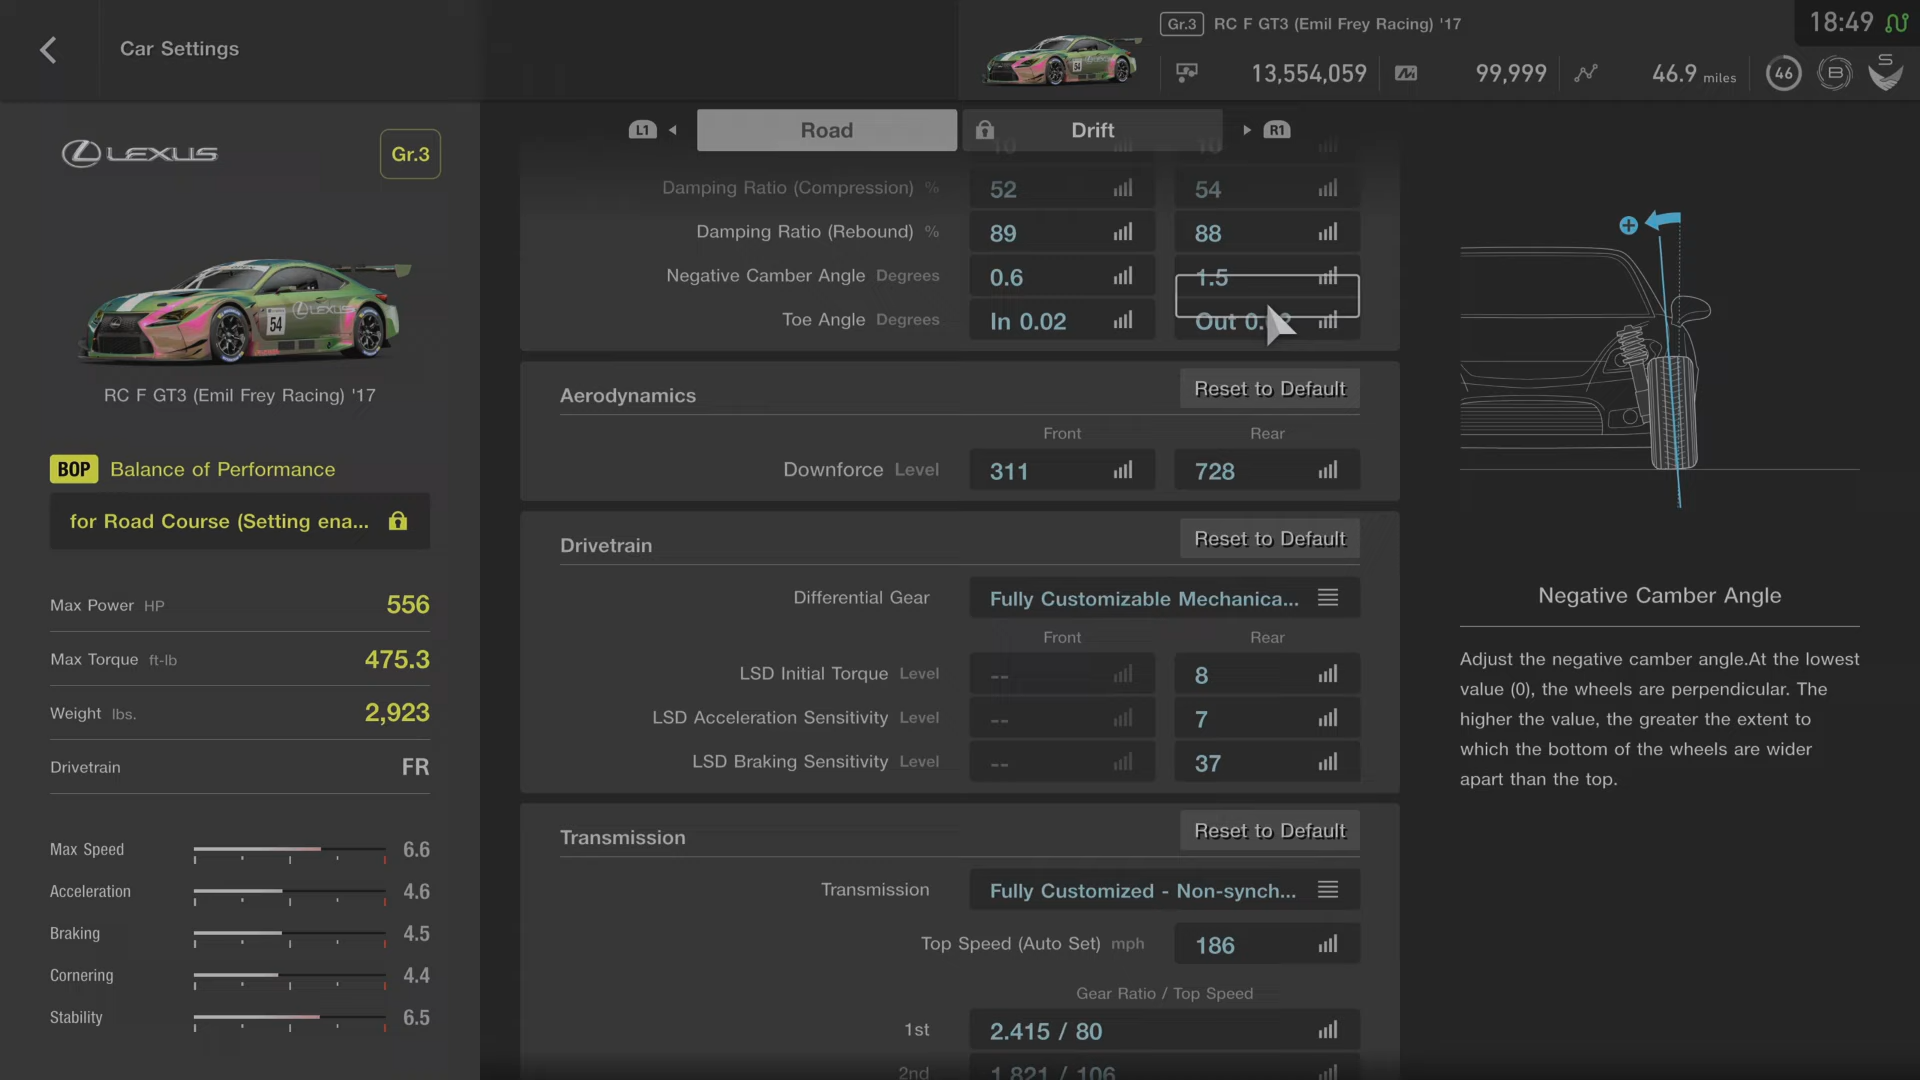 Car Settings
Gr.3 RC F GT3 (Emil Frey Racing) '17
18:49
13,554,059
99,999
46.9 miles
46
B
S
L1
Road
Drift
R1
LEXUS
Gr.3
RC F GT3 (Emil Frey Racing) '17
BOP Balance of Performance
for Road Course (Setting ena...
Max Power HP 556
Max Torque ft-lb 475.3
Weight lbs. 2,923
Drivetrain FR
Max Speed 6.6
Acceleration 4.6
Braking 4.5
Cornering 4.4
Stability 6.5
10 10
Damping Ratio (Compression) % 52 54
Damping Ratio (Rebound) % 89 88
Negative Camber Angle Degrees 0.6 1.5
Toe Angle Degrees In 0.02 Out
Aerodynamics Reset to Default
Front Rear
Downforce Level 311 728
Drivetrain Reset to Default
Differential Gear Fully Customizable Mechanica...
Front Rear
LSD Initial Torque Level -- 8
LSD Acceleration Sensitivity Level -- 7
LSD Braking Sensitivity Level -- 37
Transmission Reset to Default
Transmission Fully Customized - Non-synch...
Top Speed (Auto Set) mph 186
Gear Ratio / Top Speed
1st 2.415 / 80
2nd 1.821 / 106
Negative Camber Angle
Adjust the negative camber angle.At the lowest
value (0), the wheels are perpendicular. The
higher the value, the greater the extent to
which the bottom of the wheels are wider
apart than the top.